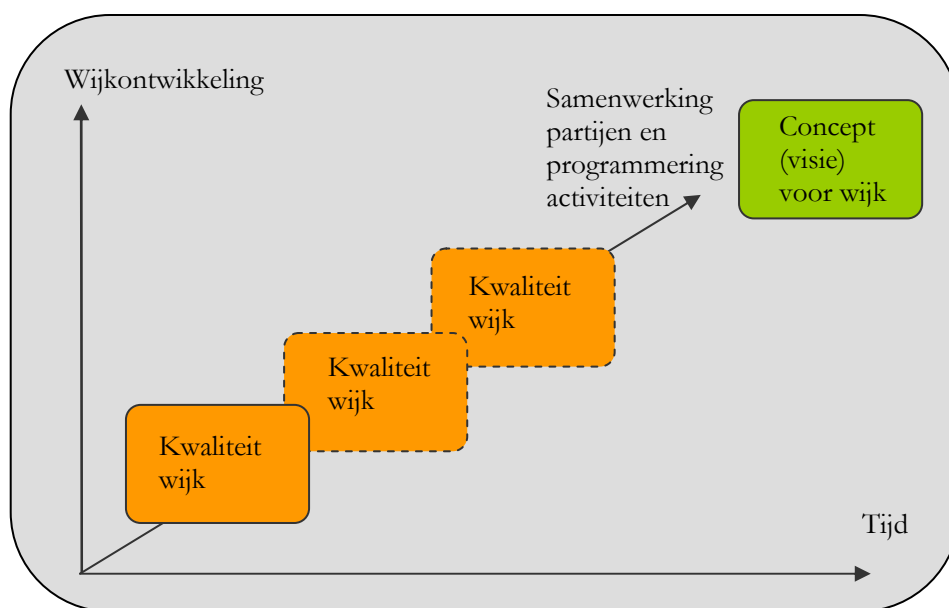 Wijkontwikkeling
Samenwerking
partijen en
programmering
activiteiten
Concept
(visie)
voor wijk
Kwaliteit
wijk
Kwaliteit
wijk
Kwaliteit
wijk
Tijd